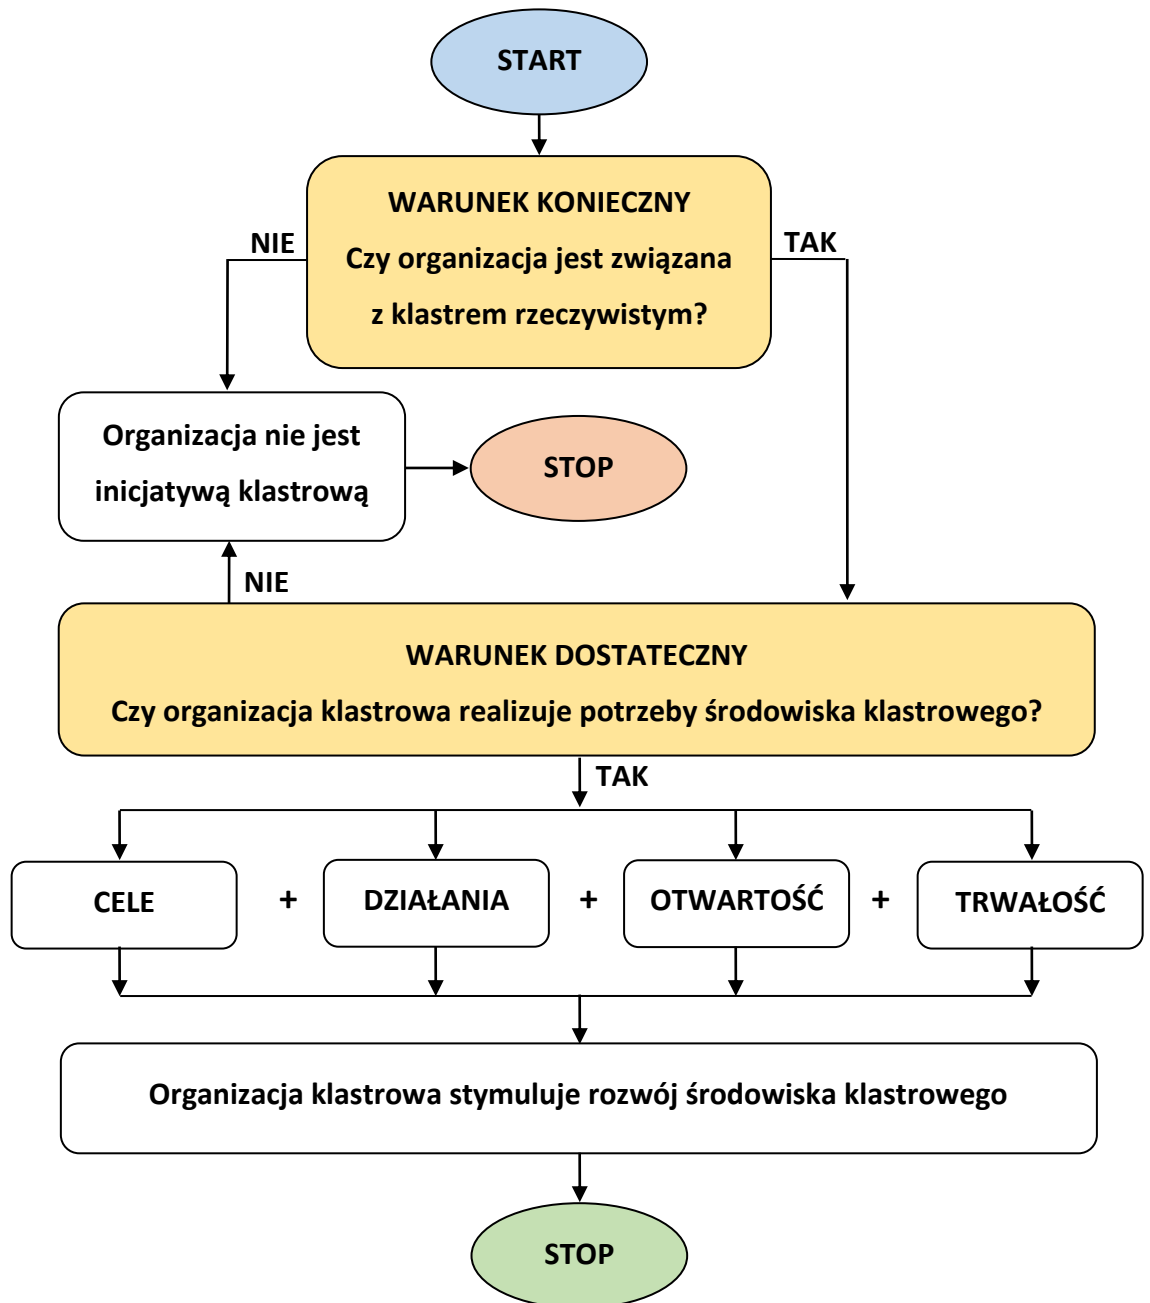 START
WARUNEK KONIECZNY
NIE
TAK
Czy organizacja jest związana
z klastrem rzeczywistym?
Organizacja nie jest
inicjatywą klastrową
STOP
NIE
WARUNEK DOSTATECZNY
Czy organizacja klastrowa realizuje potrzeby środowiska klastrowego?
TAK
CELE + DZIAŁANIA + OTWARTOŚĆ + TRWAŁOŚĆ
Organizacja klastrowa stymuluje rozwój środowiska klastrowego
STOP